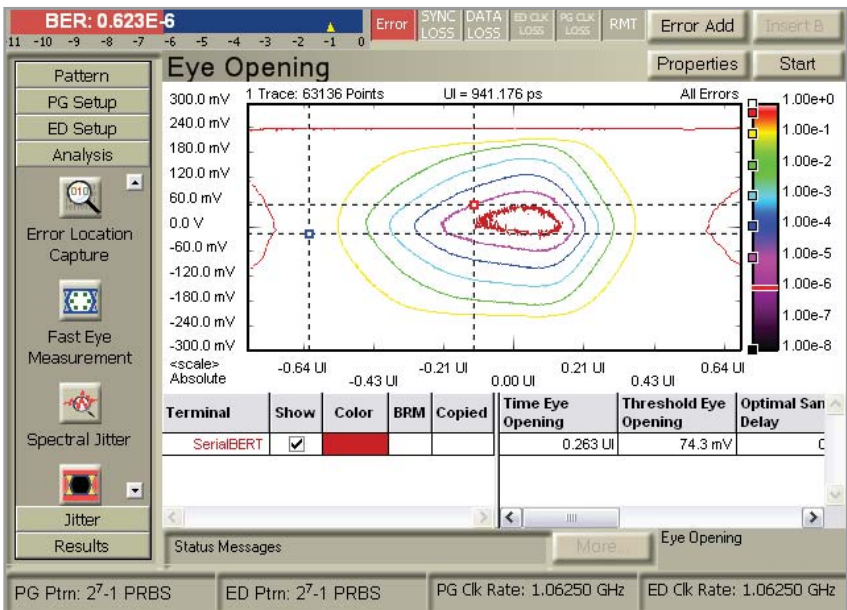 BER: 0.623E-6
11 -10 -9 -8 -7 -6 -5 -4 -3 -2 -1 0
Error
SYNC LOSS
DATA LOSS
ED CLK LOSS
PG CLK LOSS
RMT
Error Add
Insert B
Eye Opening
Properties
Start
Pattern
PG Setup
ED Setup
Analysis
Error Location
Capture
Fast Eye
Measurement
Spectral Jitter
Jitter
Results
1 Trace: 63136 Points
UI = 941.176 ps
All Errors
300.0 mV
240.0 mV
180.0 mV
120.0 mV
60.0 mV
0.0 V
-60.0 mV
-120.0 mV
-180.0 mV
-240.0 mV
-300.0 mV
1.00e+0
1.00e-1
1.00e-2
1.00e-3
1.00e-4
1.00e-5
1.00e-6
1.00e-7
1.00e-8
<scale>
Absolute
-0.64 UI
-0.43 UI
-0.21 UI
0.00 UI
0.21 UI
0.43 UI
0.64 UI
Terminal Show Color BRM Copied Time Eye Opening Threshold Eye Opening Optimal San Delay
SerialBERT 0.263 UI 74.3 mV
Status Messages
More...
Eye Opening
PG Ptrn: 2⁷-1 PRBS
ED Ptrn: 2⁷-1 PRBS
PG Clk Rate: 1.06250 GHz
ED Clk Rate: 1.06250 GHz